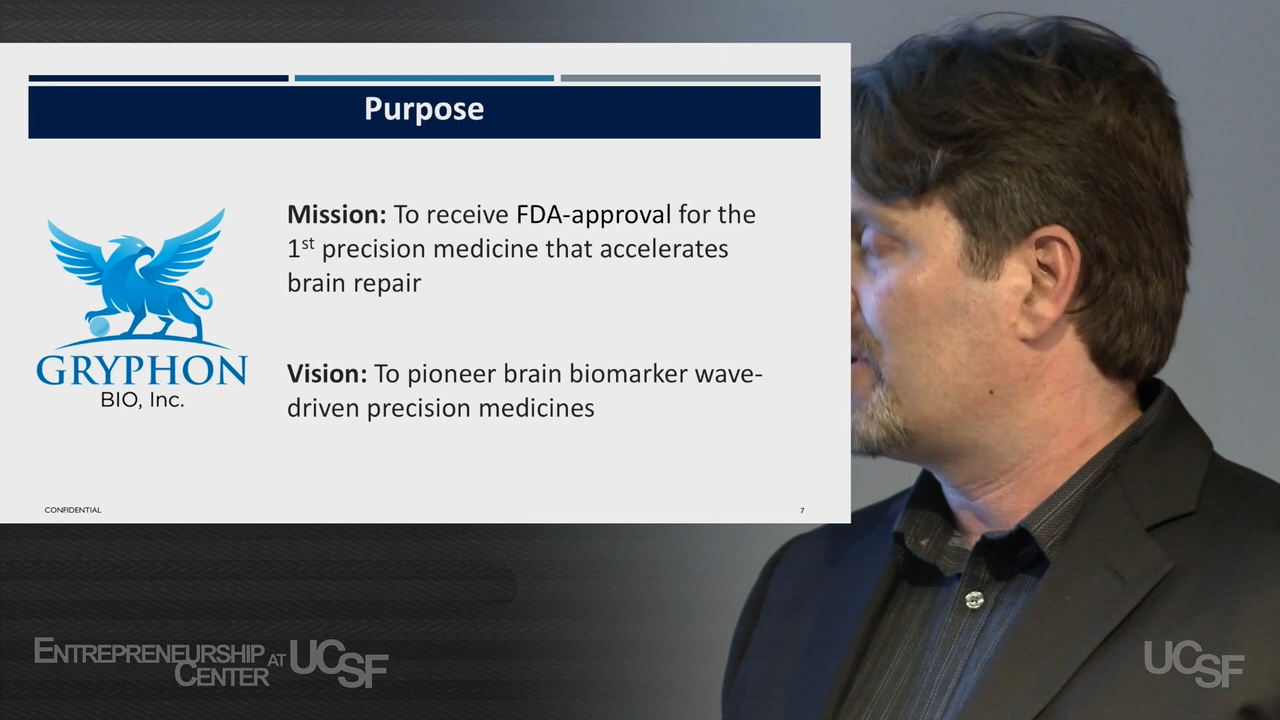 Purpose
Mission: To receive FDA-approval for the
1st precision medicine that accelerates
brain repair
GRYPHON
BIO, Inc.
Vision: To pioneer brain biomarker wave-
driven precision medicines
CONFIDENTIAL
7
ENTREPRENEURSHIP
CENTER AT UCSF
UCSF